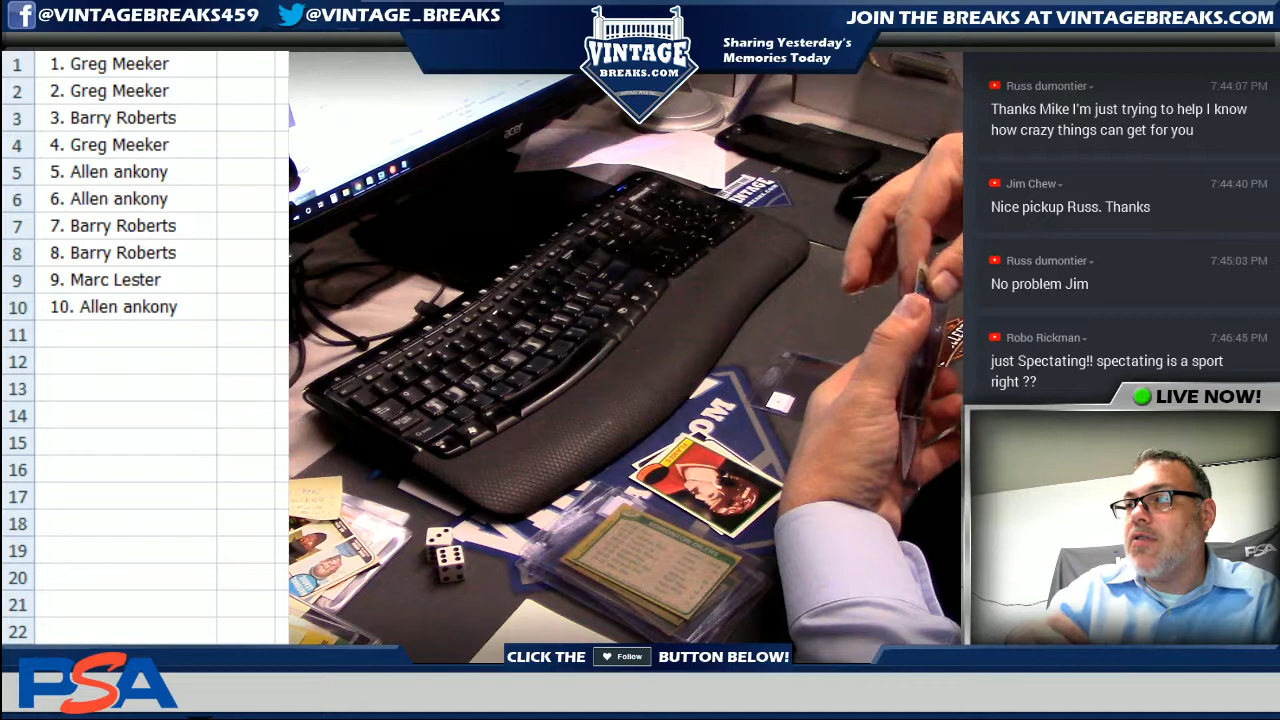 @VINTAGEBREAKS459
@VINTAGE_BREAKS
VINTAGE
BREAKS.COM
Sharing Yesterday's
Memories Today
JOIN THE BREAKS AT VINTAGEBREAKS.COM
1 1. Greg Meeker
2 2. Greg Meeker
3 3. Barry Roberts
4 4. Greg Meeker
5 5. Allen ankony
6 6. Allen ankony
7 7. Barry Roberts
8 8. Barry Roberts
9 9. Marc Lester
10 10. Allen ankony
11
12
13
14
15
16
17
18
19
20
21
22
acer
.COM
EDMONTON OILERS
Russ dumontier 7:44:07 PM
Thanks Mike I'm just trying to help I know
how crazy things can get for you
Jim Chew 7:44:40 PM
Nice pickup Russ. Thanks
Russ dumontier 7:45:03 PM
No problem Jim
Robo Rickman 7:46:45 PM
just Spectating!! spectating is a sport
right ??
LIVE NOW!
PSA
PSA
CLICK THE Follow BUTTON BELOW!